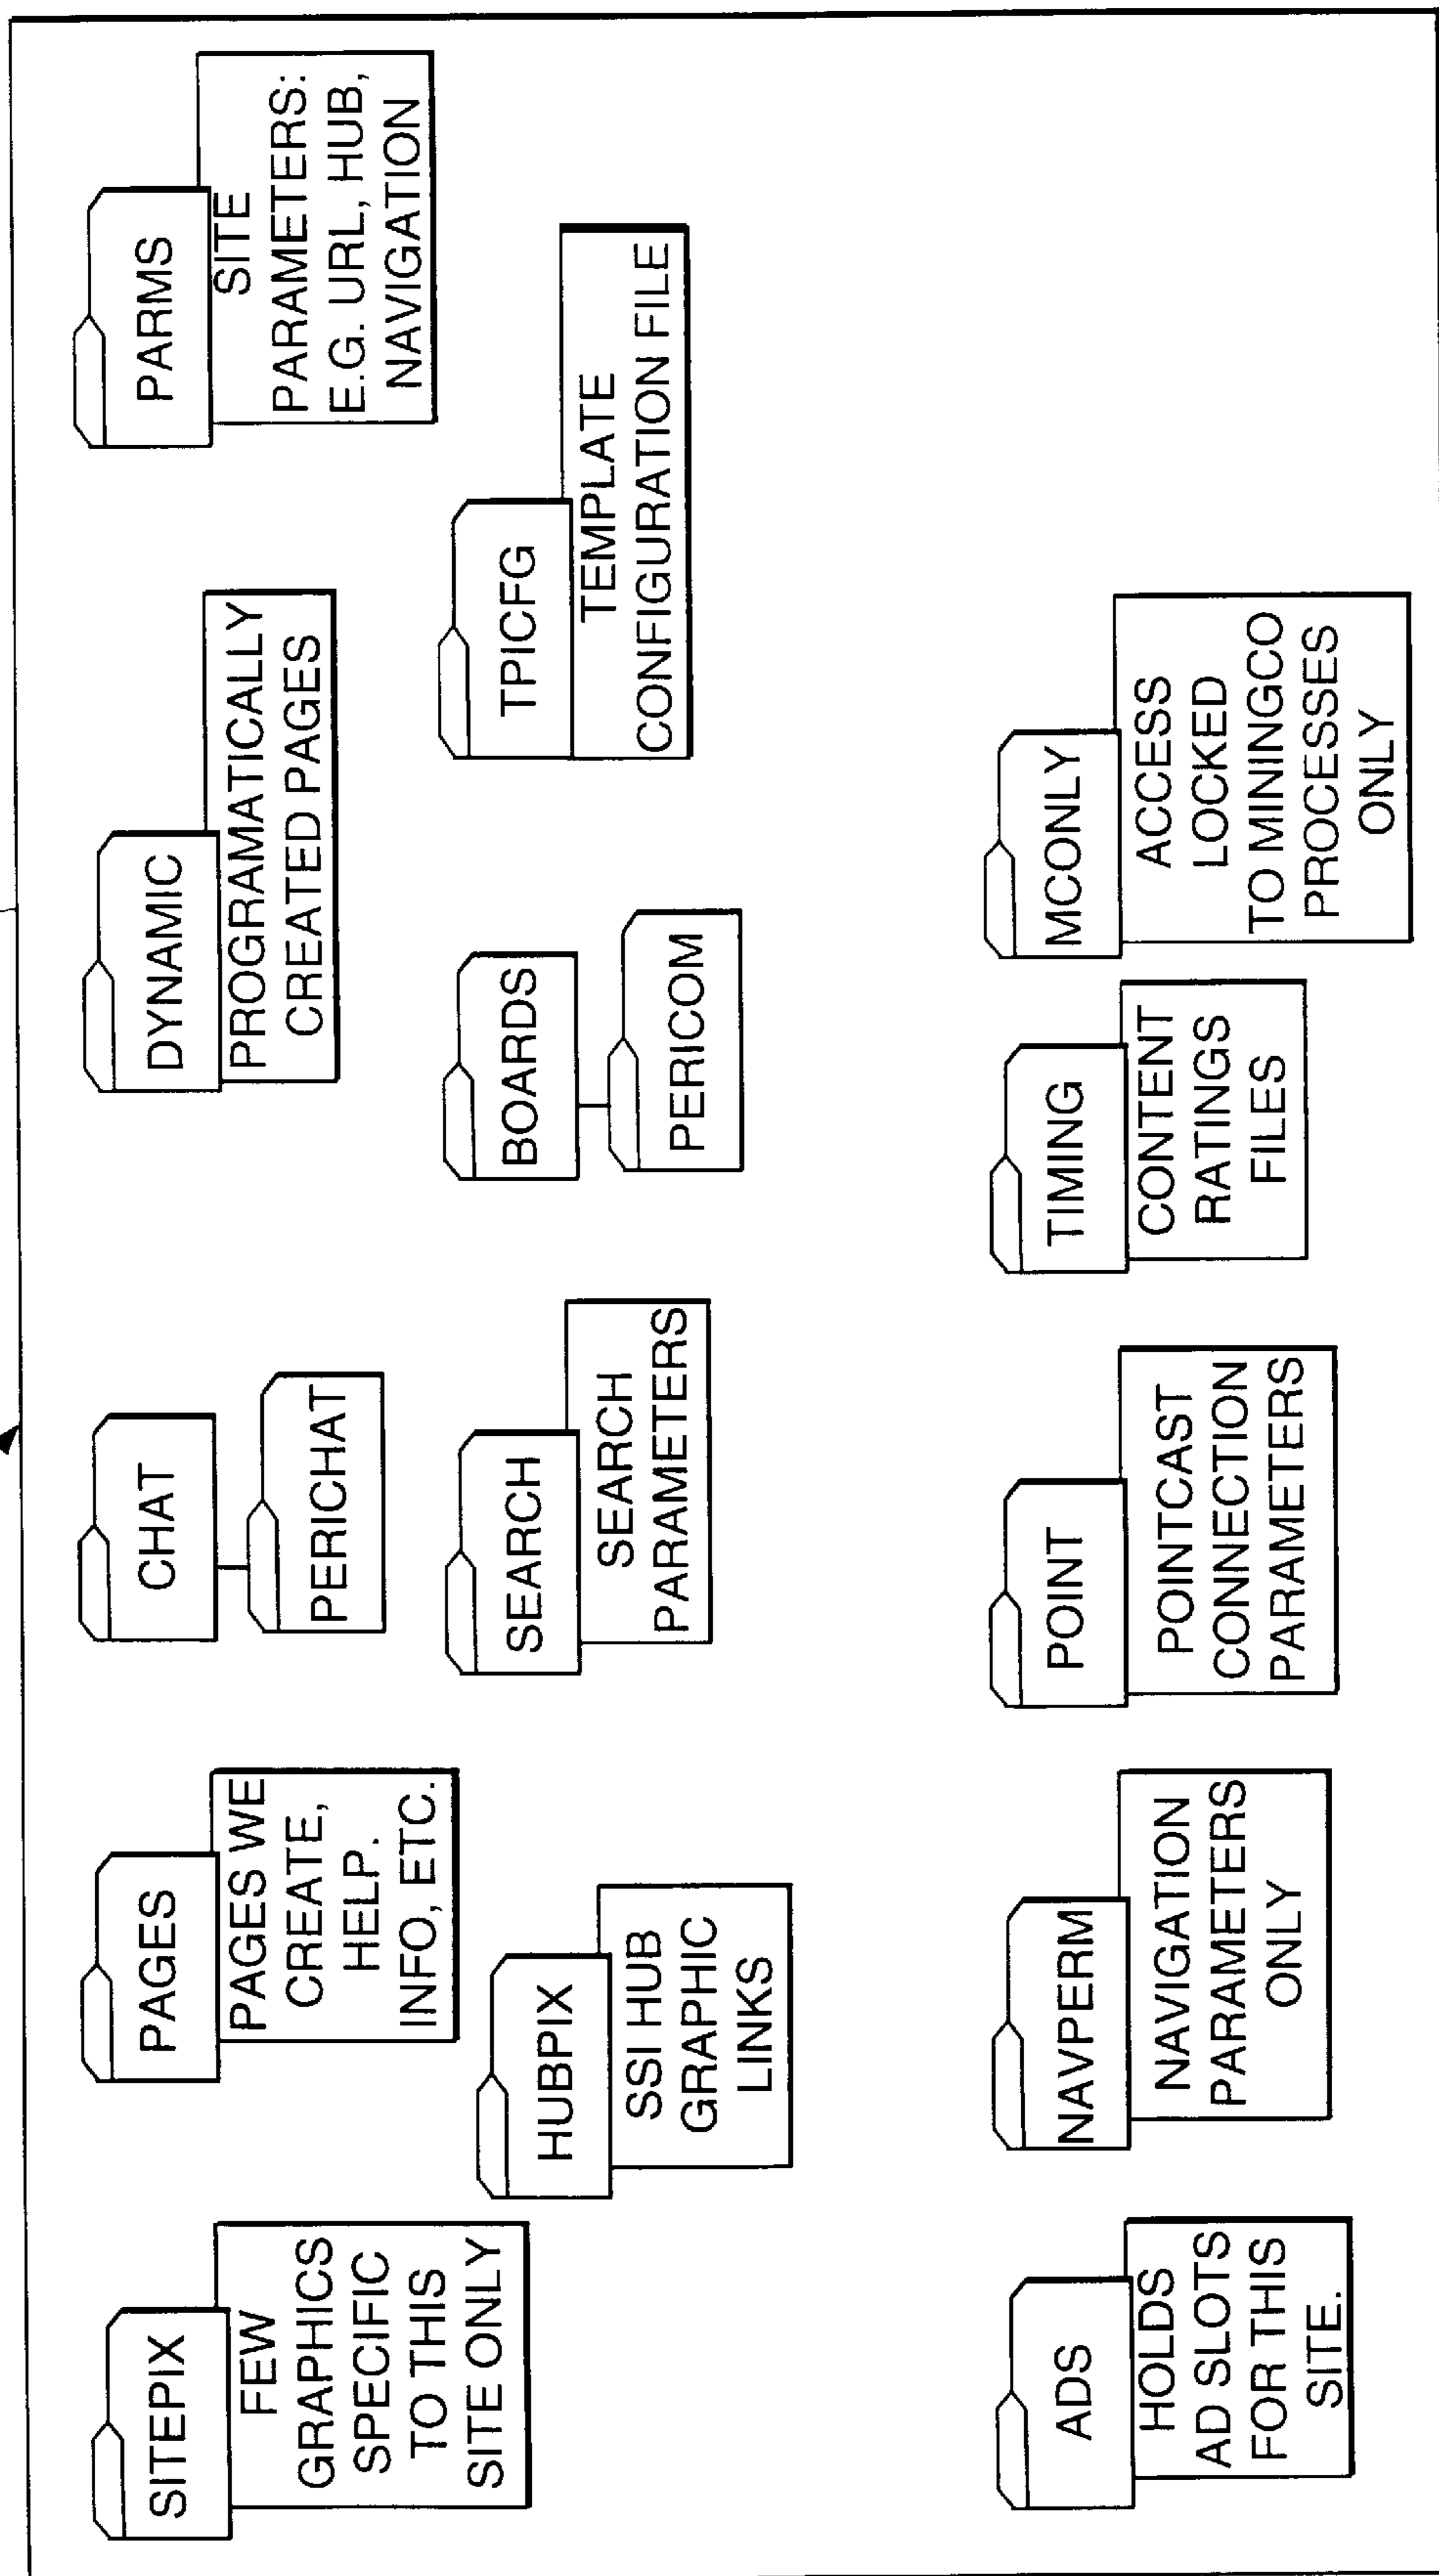 SITEPIX
FEW
GRAPHICS
SPECIFIC
TO THIS
SITE ONLY
PAGES
PAGES WE
CREATE,
HELP.
INFO, ETC.
CHAT
PERICHAT
DYNAMIC
PROGRAMATICALLY
CREATED PAGES
PARMS
SITE
PARAMETERS:
E.G. URL, HUB,
NAVIGATION
HUBPIX
SSI HUB
GRAPHIC
LINKS
SEARCH
SEARCH
PARAMETERS
BOARDS
PERICOM
TPICFG
TEMPLATE
CONFIGURATION FILE
ADS
HOLDS
AD SLOTS
FOR THIS
SITE.
NAVPERM
NAVIGATION
PARAMETERS
ONLY
POINT
POINTCAST
CONNECTION
PARAMETERS
TIMING
CONTENT
RATINGS
FILES
MCONLY
ACCESS
LOCKED
TO MININGCO
PROCESSES
ONLY